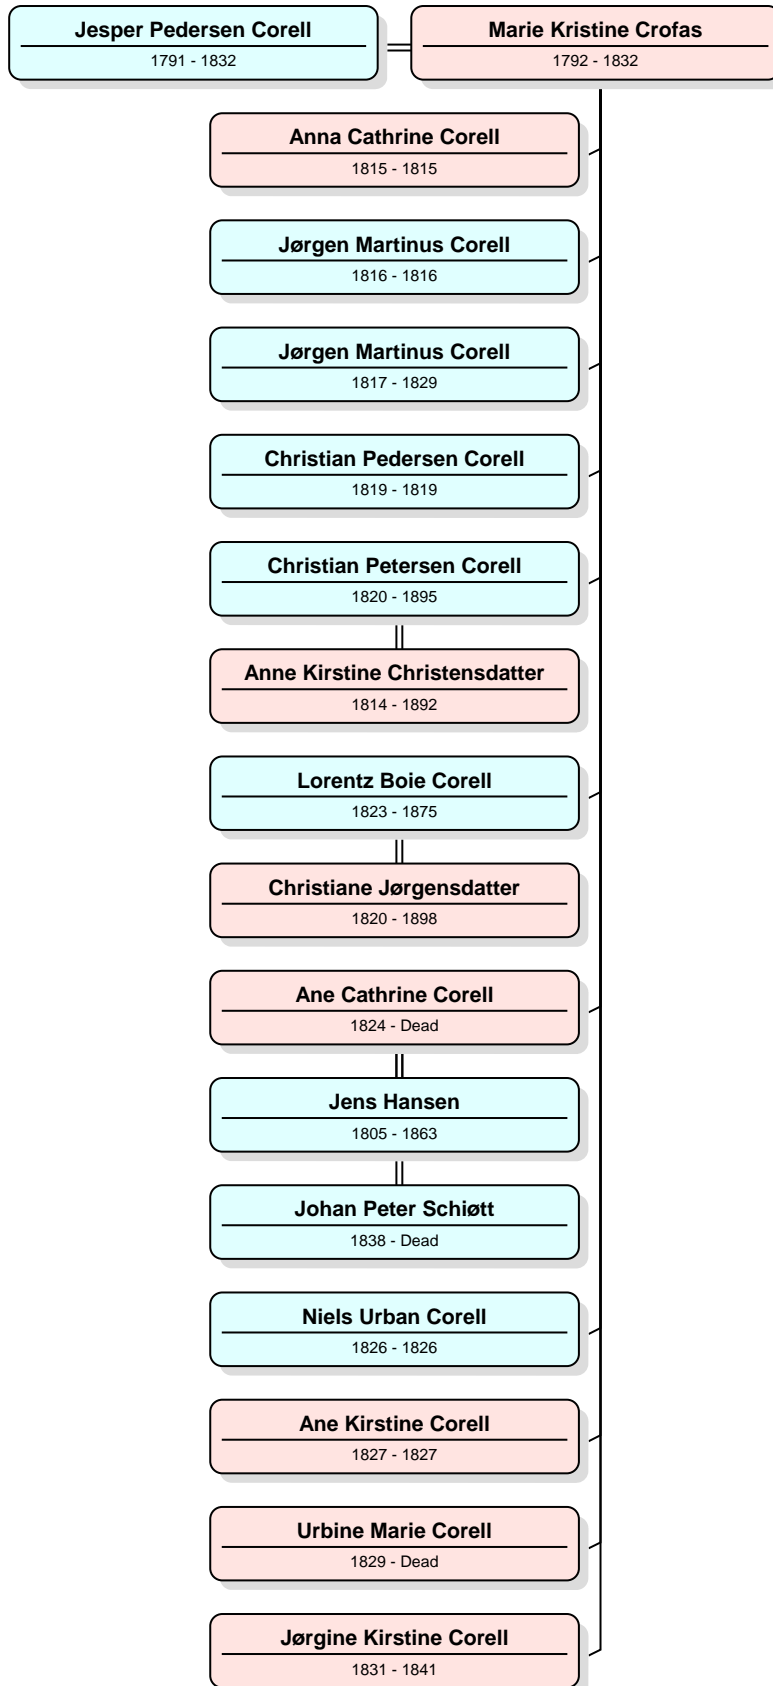 Jesper Pedersen Corell
1791 - 1832
Marie Kristine Crofas
1792 - 1832
Anna Cathrine Corell
1815 - 1815
Jørgen Martinus Corell
1816 - 1816
Jørgen Martinus Corell
1817 - 1829
Christian Pedersen Corell
1819 - 1819
Christian Petersen Corell
1820 - 1895
Anne Kirstine Christensdatter
1814 - 1892
Lorentz Boie Corell
1823 - 1875
Christiane Jørgensdatter
1820 - 1898
Ane Cathrine Corell
1824 - Dead
Jens Hansen
1805 - 1863
Johan Peter Schiøtt
1838 - Dead
Niels Urban Corell
1826 - 1826
Ane Kirstine Corell
1827 - 1827
Urbine Marie Corell
1829 - Dead
Jørgine Kirstine Corell
1831 - 1841